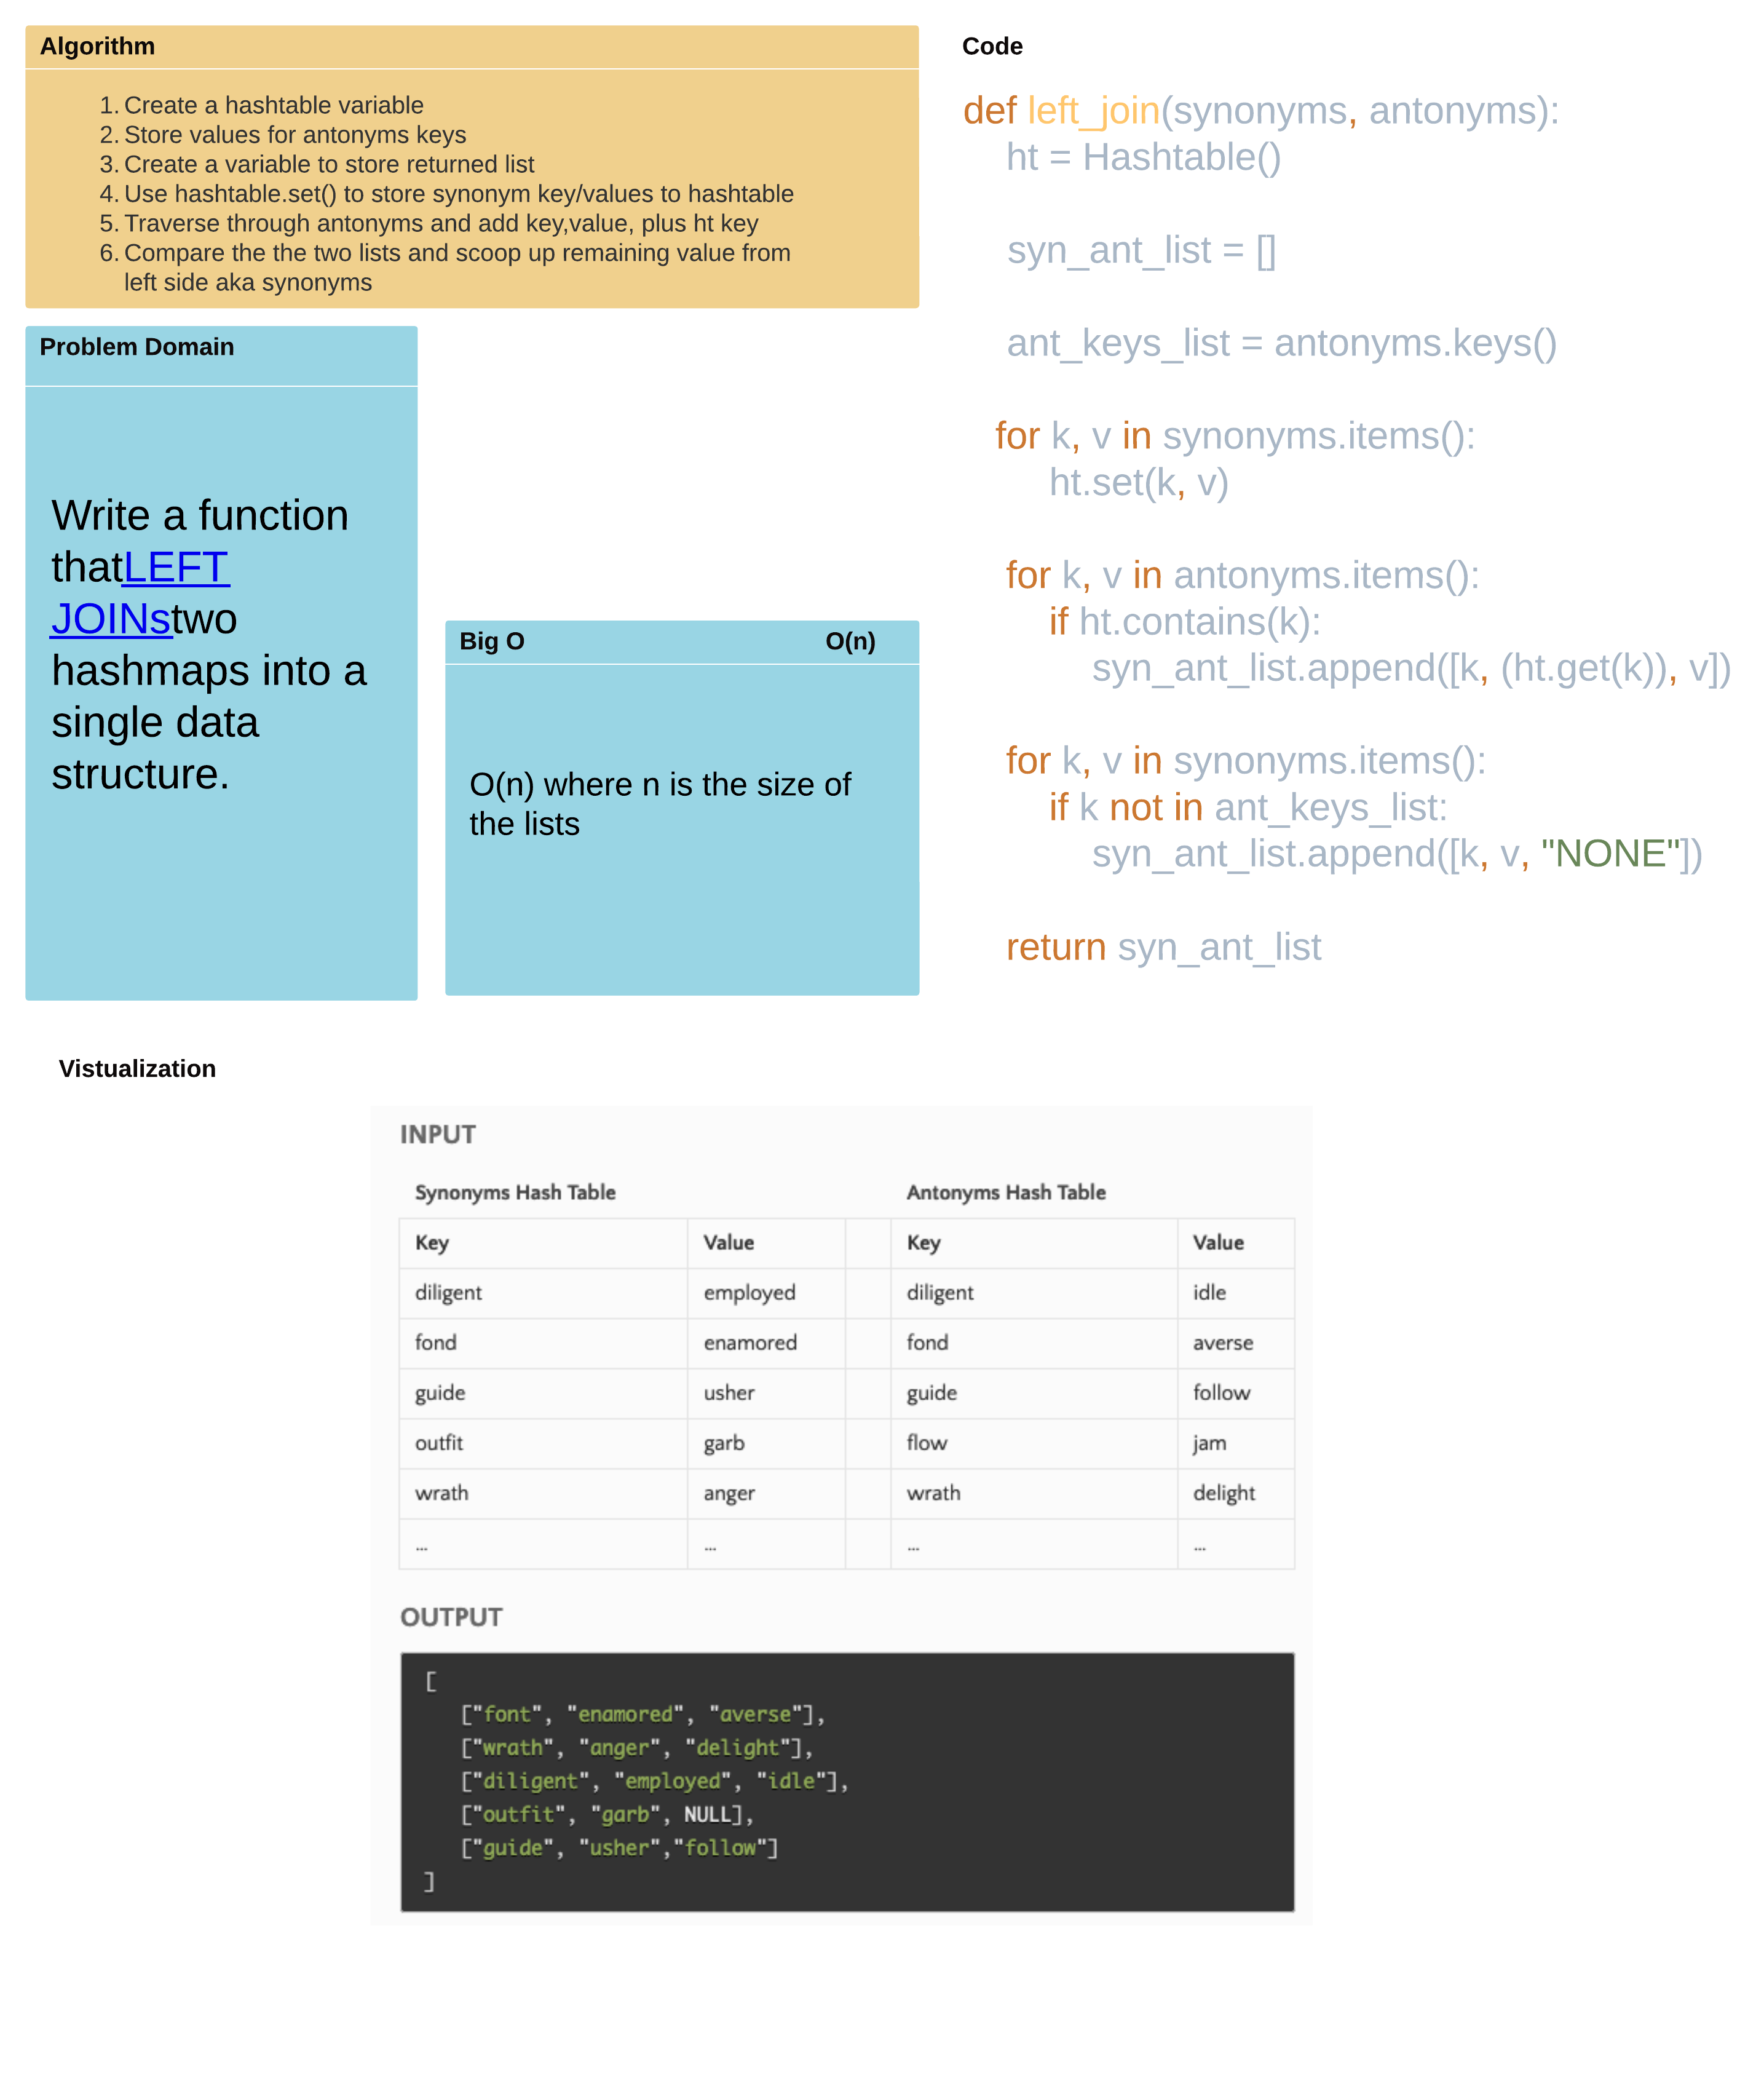 Algorithm
1. Create a hashtable variable
2. Store values for antonyms keys
3. Create a variable to store returned list
4. Use hashtable.set() to store synonym key/values to hashtable
5. Traverse through antonyms and add key,value, plus ht key
6. Compare the the two lists and scoop up remaining value from
left side aka synonyms
Problem Domain
Write a function
thatLEFT
JOINstwo
hashmaps into a
single data
structure.
Big O O(n)
O(n) where n is the size of
the lists
Code
def left_join(synonyms, antonyms):
ht = Hashtable()
syn_ant_list = []
ant_keys_list = antonyms.keys()
for k, v in synonyms.items():
ht.set(k, v)
for k, v in antonyms.items():
if ht.contains(k):
syn_ant_list.append([k, (ht.get(k)), v])
for k, v in synonyms.items():
if k not in ant_keys_list:
syn_ant_list.append([k, v, "NONE"])
return syn_ant_list
Vistualization
INPUT
Synonyms Hash Table Antonyms Hash Table
Key Value Key Value
diligent employed diligent idle
fond enamored fond averse
guide usher guide follow
outfit garb flow jam
wrath anger wrath delight
... ... ... ...
OUTPUT
[
["font", "enamored", "averse"],
["wrath", "anger", "delight"],
["diligent", "employed", "idle"],
["outfit", "garb", NULL],
["guide", "usher","follow"]
]